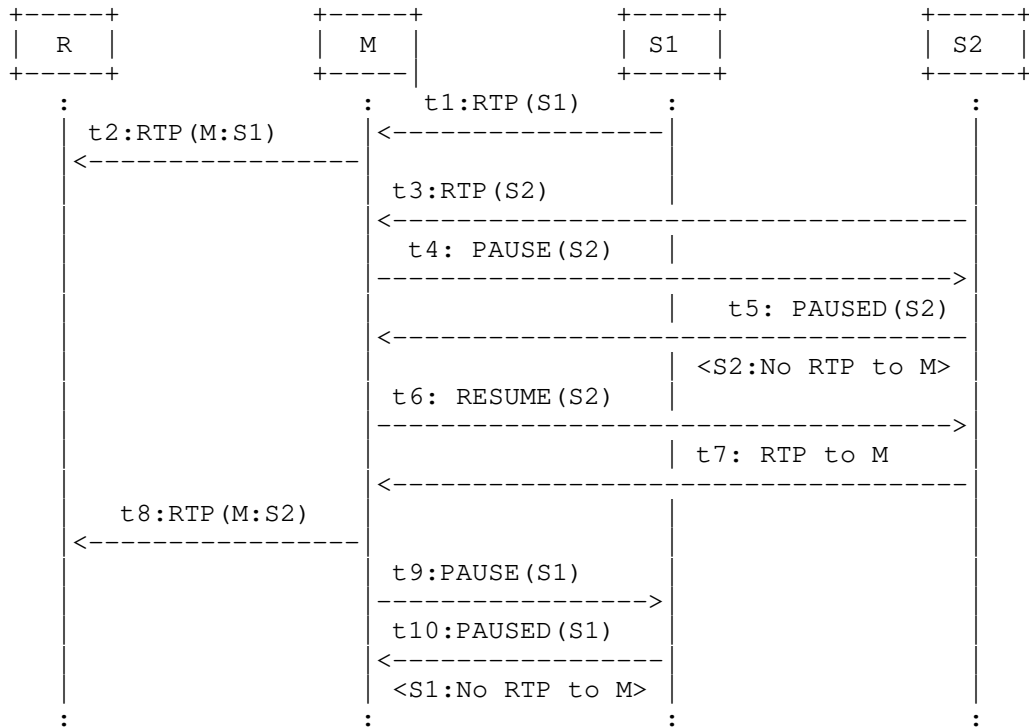 R M S1 S2
t1:RTP(S1)
t2:RTP(M:S1)
t3:RTP(S2)
t4: PAUSE(S2)
t5: PAUSED(S2)
<S2:No RTP to M>
t6: RESUME(S2)
t7: RTP to M
t8:RTP(M:S2)
t9:PAUSE(S1)
t10:PAUSED(S1)
<S1:No RTP to M>